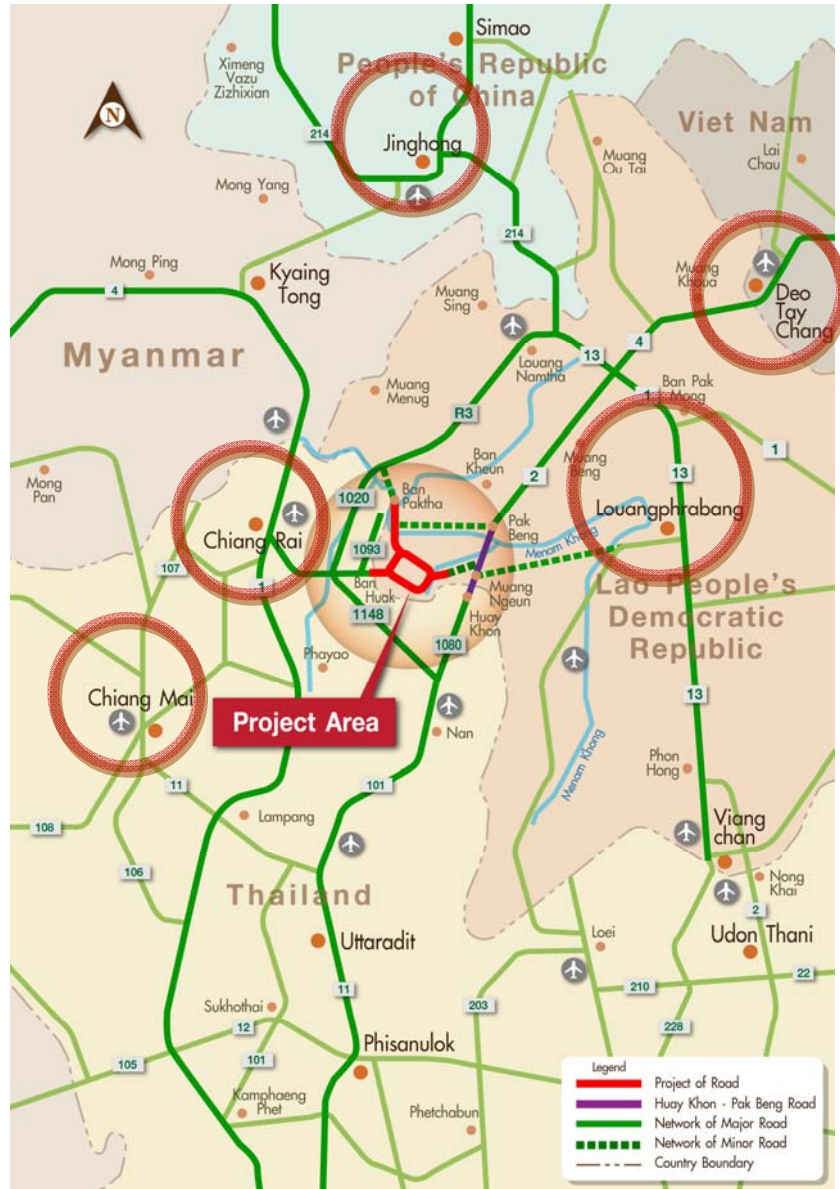 Simao
Ximeng
Vazu
Zizhixian
People's Republic
of China
N
214
Jinghong
Viet Nam
Lai
Chau
Muang
Ou Tai
Mong Yang
214
Mong Ping
Kyaing
Tong
4
Muang
Sing
Muang
Khoua
Deo
Tay
Chang
Myanmar
Louang
Namtha
13
4
Muang
Menug
R3
1
Ban Pak
Mong
Mong
Pan
Ban
Kheun
Muang
Beng
1
2
13
1020
Ban
Paktha
Chiang Rai
Pak
Beng
Menam Khong
Louangphrabang
107
1093
1
Ban
Huak
Muang
Ngeun
Lao People's
Democratic
Republic
1148
Huay
Khon
Phayao
1080
Chiang Mai
13
Project Area
Nan
Menam Khong
Phon
Hong
11
101
Lampang
108
Viang
chan
106
Nong
Khai
Thailand
2
Uttaradit
Loei
Udon Thani
22
210
11
Sukhothai
203
12
228
105
101
Phisanulok
Kamphaeng
Phet
Phetchabun
Legend
Project of Road
Huay Khon - Pak Beng Road
Network of Major Road
Network of Minor Road
Country Boundary